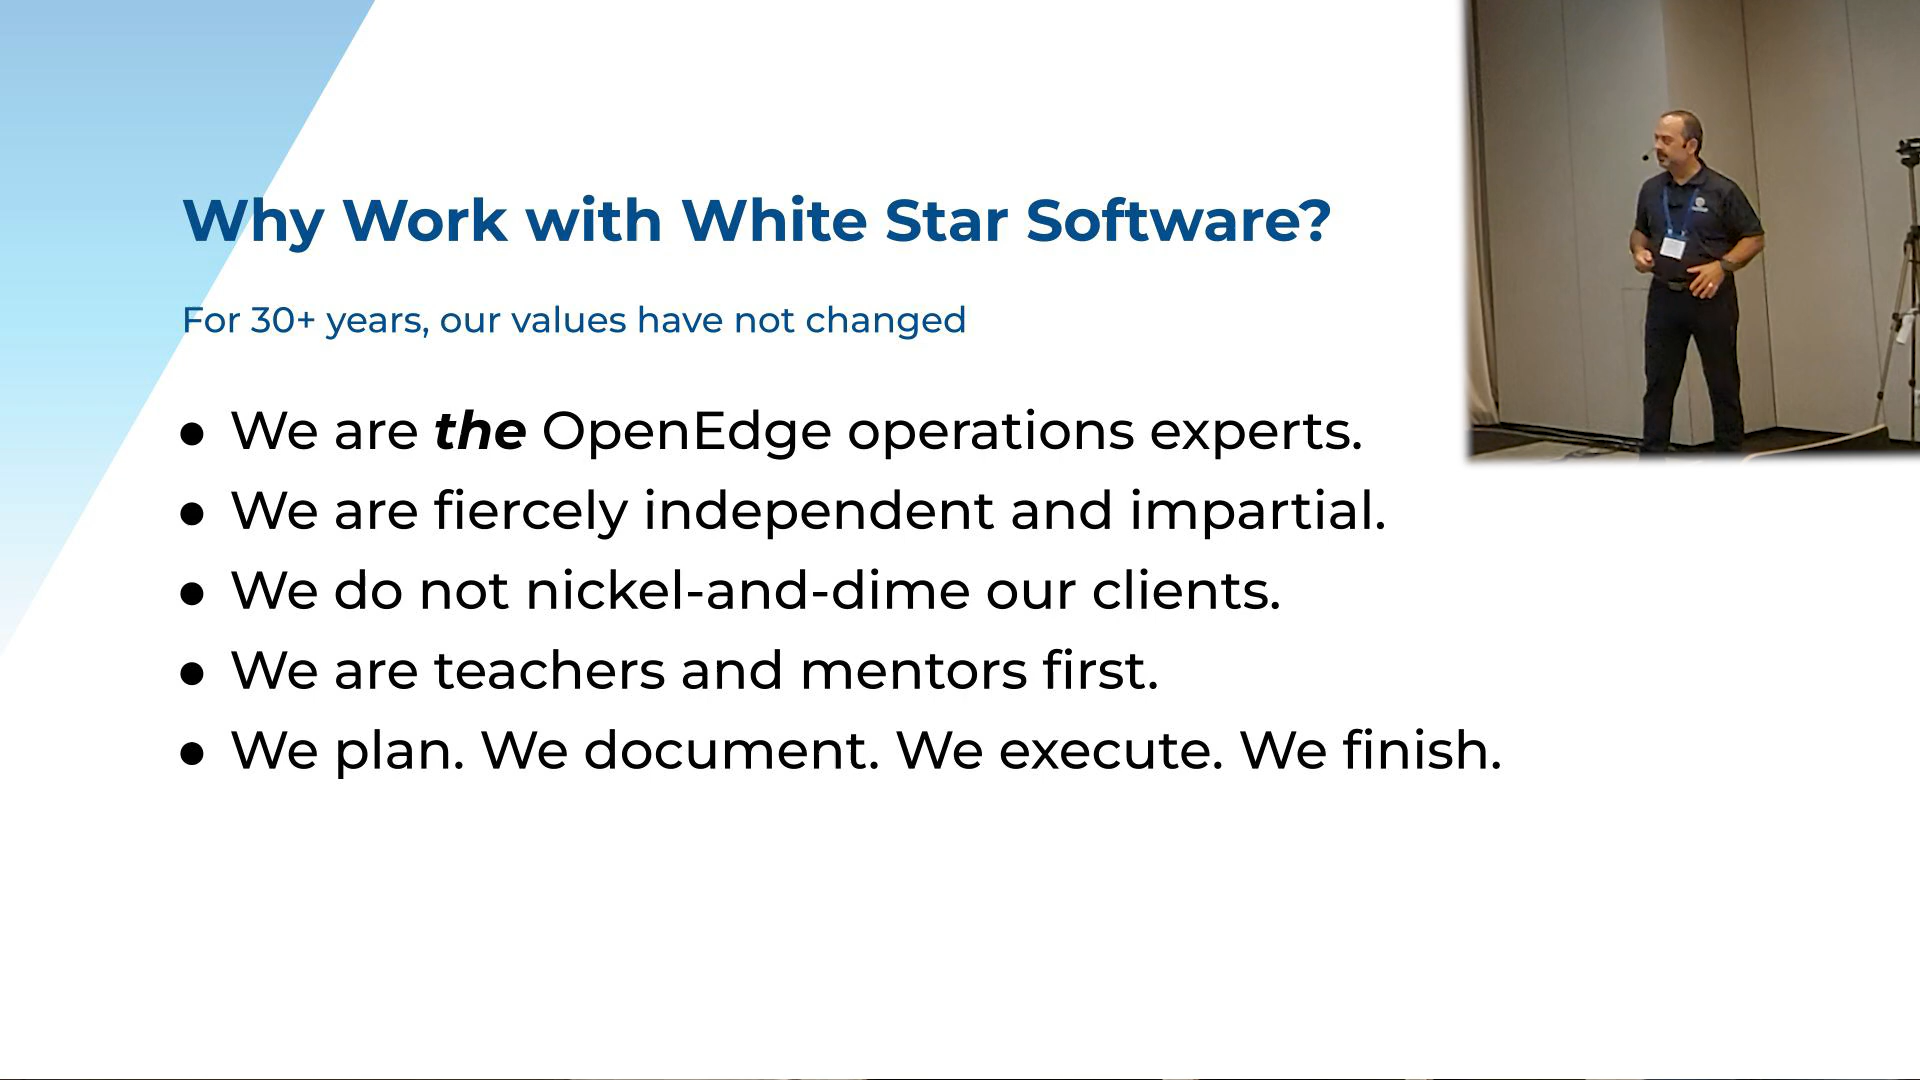 Why Work with White Star Software?
For 30+ years, our values have not changed
● We are the OpenEdge operations experts.
● We are fiercely independent and impartial.
● We do not nickel-and-dime our clients.
● We are teachers and mentors first.
● We plan. We document. We execute. We finish.